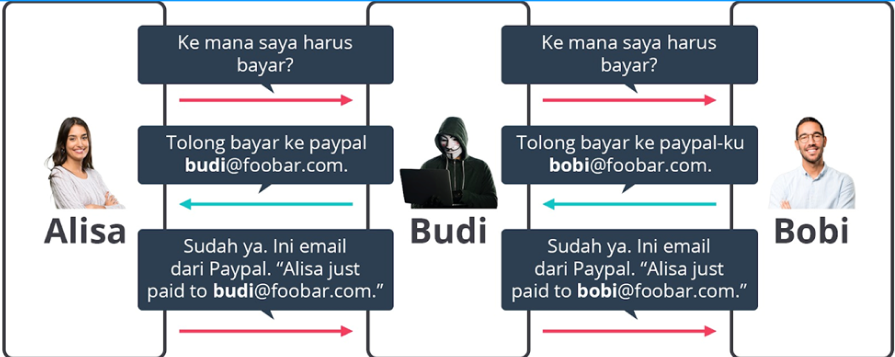 Ke mana saya harus
bayar?
Ke mana saya harus
bayar?
Tolong bayar ke paypal
budi@foobar.com.
Tolong bayar ke paypal-ku
bobi@foobar.com.
Alisa
Budi
Bobi
Sudah ya. Ini email
dari Paypal. “Alisa just
paid to budi@foobar.com.”
Sudah ya. Ini email
dari Paypal. “Alisa just
paid to bobi@foobar.com.”